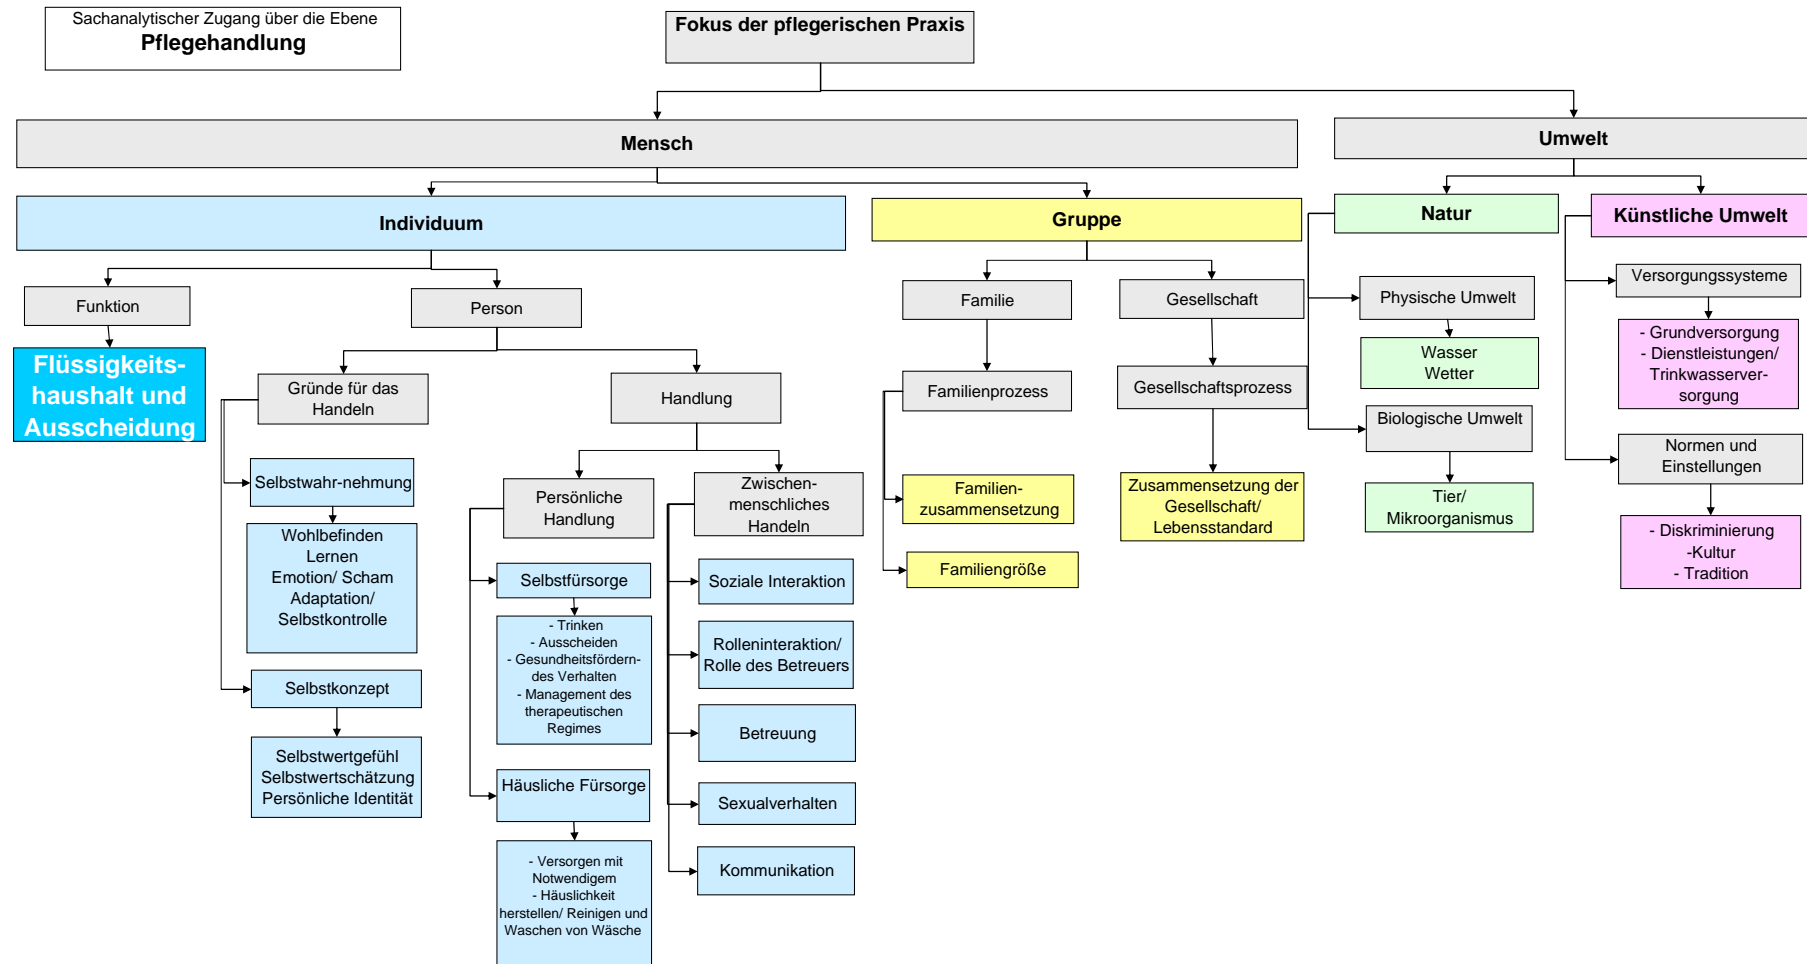 Sachanalytischer Zugang über die Ebene
Pflegehandlung
Fokus der pflegerischen Praxis
Mensch
Umwelt
Individuum
Gruppe
Natur
Künstliche Umwelt
Funktion
Person
Familie
Gesellschaft
Physische Umwelt
Versorgungssysteme
Flüssigkeits-
haushalt und
Ausscheidung
Gründe für das
Handeln
Handlung
Familienprozess
Gesellschaftsprozess
Wasser
Wetter
- Grundversorgung
- Dienstleistungen/
Trinkwasserver-
sorgung
Biologische Umwelt
Normen und
Einstellungen
Selbstwahr-nehmung
Persönliche
Handlung
Zwischen-
menschliches
Handeln
Familien-
zusammensetzung
Zusammensetzung der
Gesellschaft/
Lebensstandard
Tier/
Mikroorganismus
- Diskriminierung
-Kultur
- Tradition
Wohlbefinden
Lernen
Emotion/ Scham
Adaptation/
Selbstkontrolle
Selbstfürsorge
Soziale Interaktion
Familiengröße
- Trinken
- Ausscheiden
- Gesundheitsfördern-
des Verhalten
- Management des
therapeutischen
Regimes
Rolleninteraktion/
Rolle des Betreuers
Selbstkonzept
Betreuung
Selbstwertgefühl
Selbstwertschätzung
Persönliche Identität
Häusliche Fürsorge
Sexualverhalten
- Versorgen mit
Notwendigem
- Häuslichkeit
herstellen/ Reinigen und
Waschen von Wäsche
Kommunikation